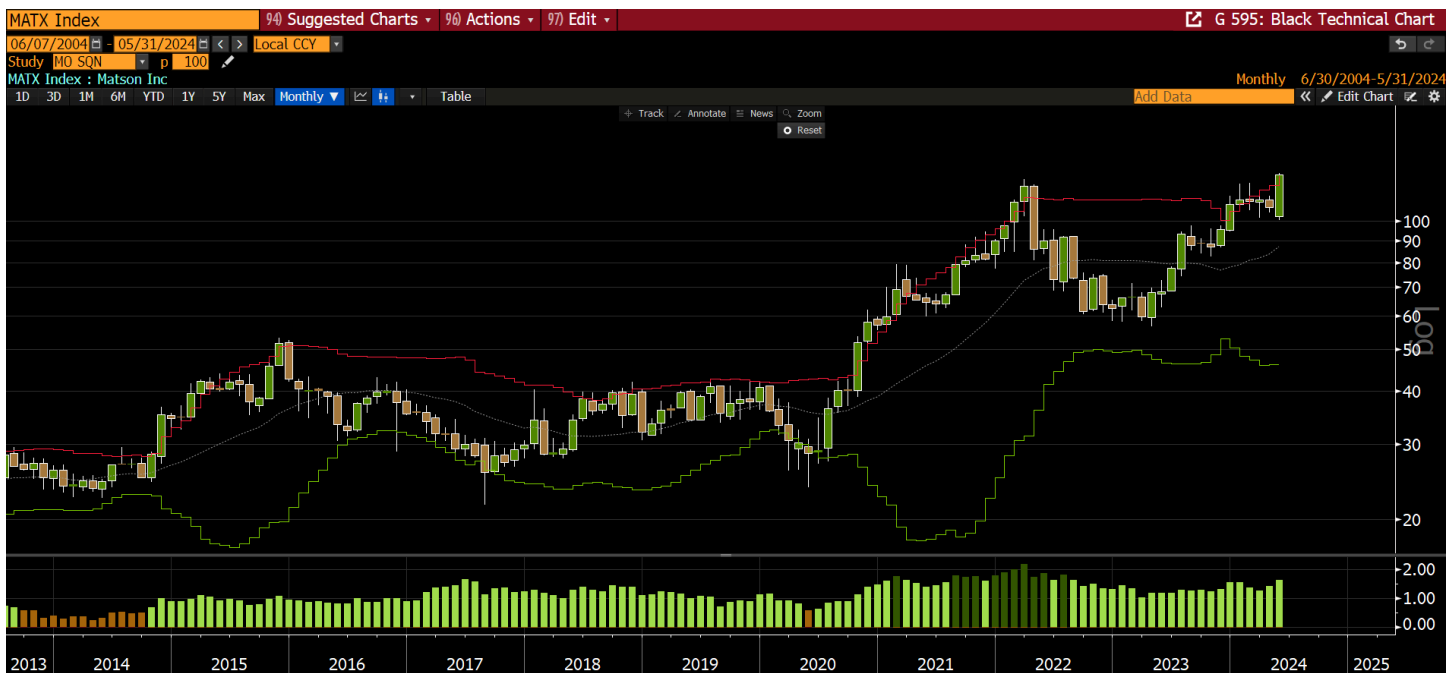 MATX Index 94) Suggested Charts 96) Actions 97) Edit G 595: Black Technical Chart
06/07/2004 - 05/31/2024 < > Local CCY
Study MO SQN p 100
MATX Index : Matson Inc Monthly 6/30/2004-5/31/2024
1D 3D 1M 6M YTD 1Y 5Y Max Monthly ▼ Table Add Data « Edit Chart
Track Annotate News Zoom
Reset
100
90
80
70
60
Log
50
40
30
20
2.00
1.00
0.00
2013 2014 2015 2016 2017 2018 2019 2020 2021 2022 2023 2024 2025